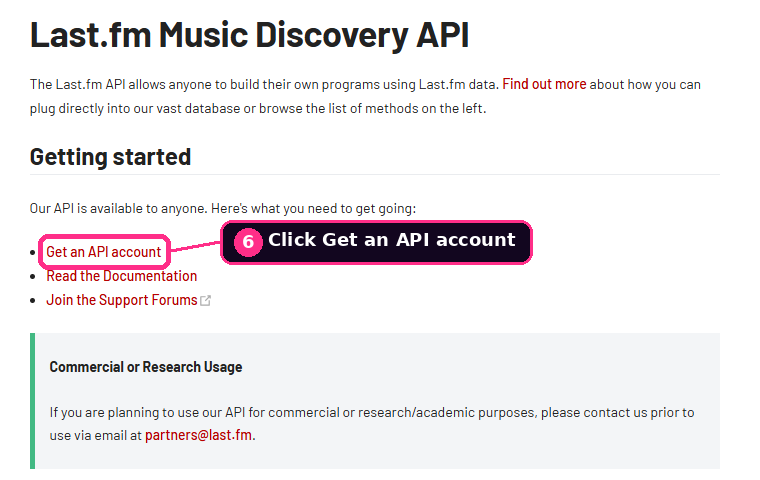 Last.fm Music Discovery API
The Last.fm API allows anyone to build their own programs using Last.fm data. Find out more about how you can
plug directly into our vast database or browse the list of methods on the left.
Getting started
Our API is available to anyone. Here's what you need to get going:
• Get an API account
6 Click Get an API account
• Read the Documentation
• Join the Support Forums
Commercial or Research Usage
If you are planning to use our API for commercial or research/academic purposes, please contact us prior to
use via email at partners@last.fm.